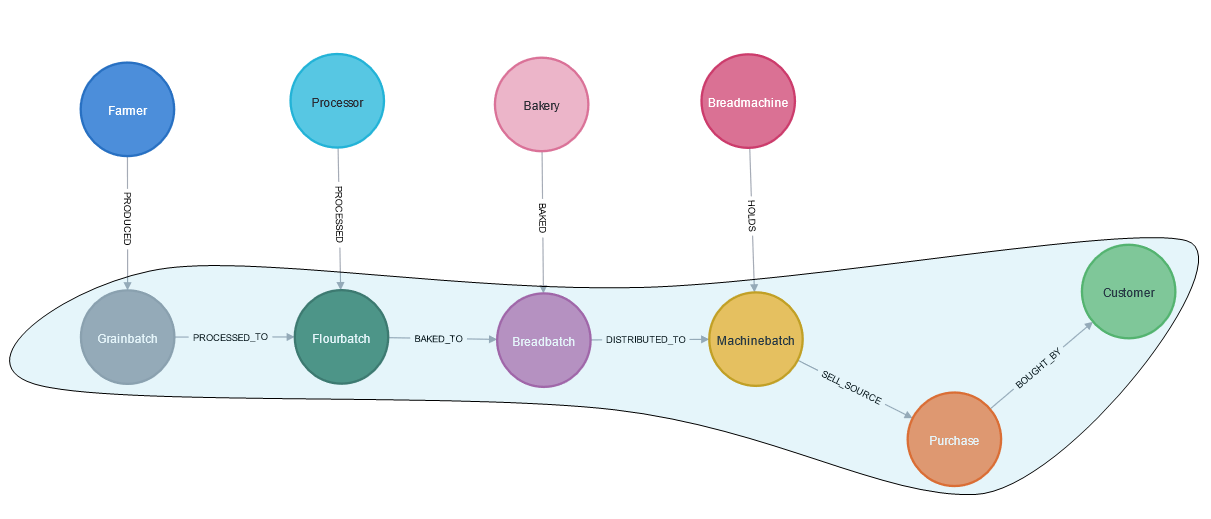 Farmer
Processor
Bakery
Breadmachine
PRODUCED
PROCESSED
BAKED
HOLDS
Grainbatch
PROCESSED_TO
Flourbatch
BAKED_TO
Breadbatch
DISTRIBUTED_TO
Machinebatch
SELL_SOURCE
Purchase
BOUGHT_BY
Customer